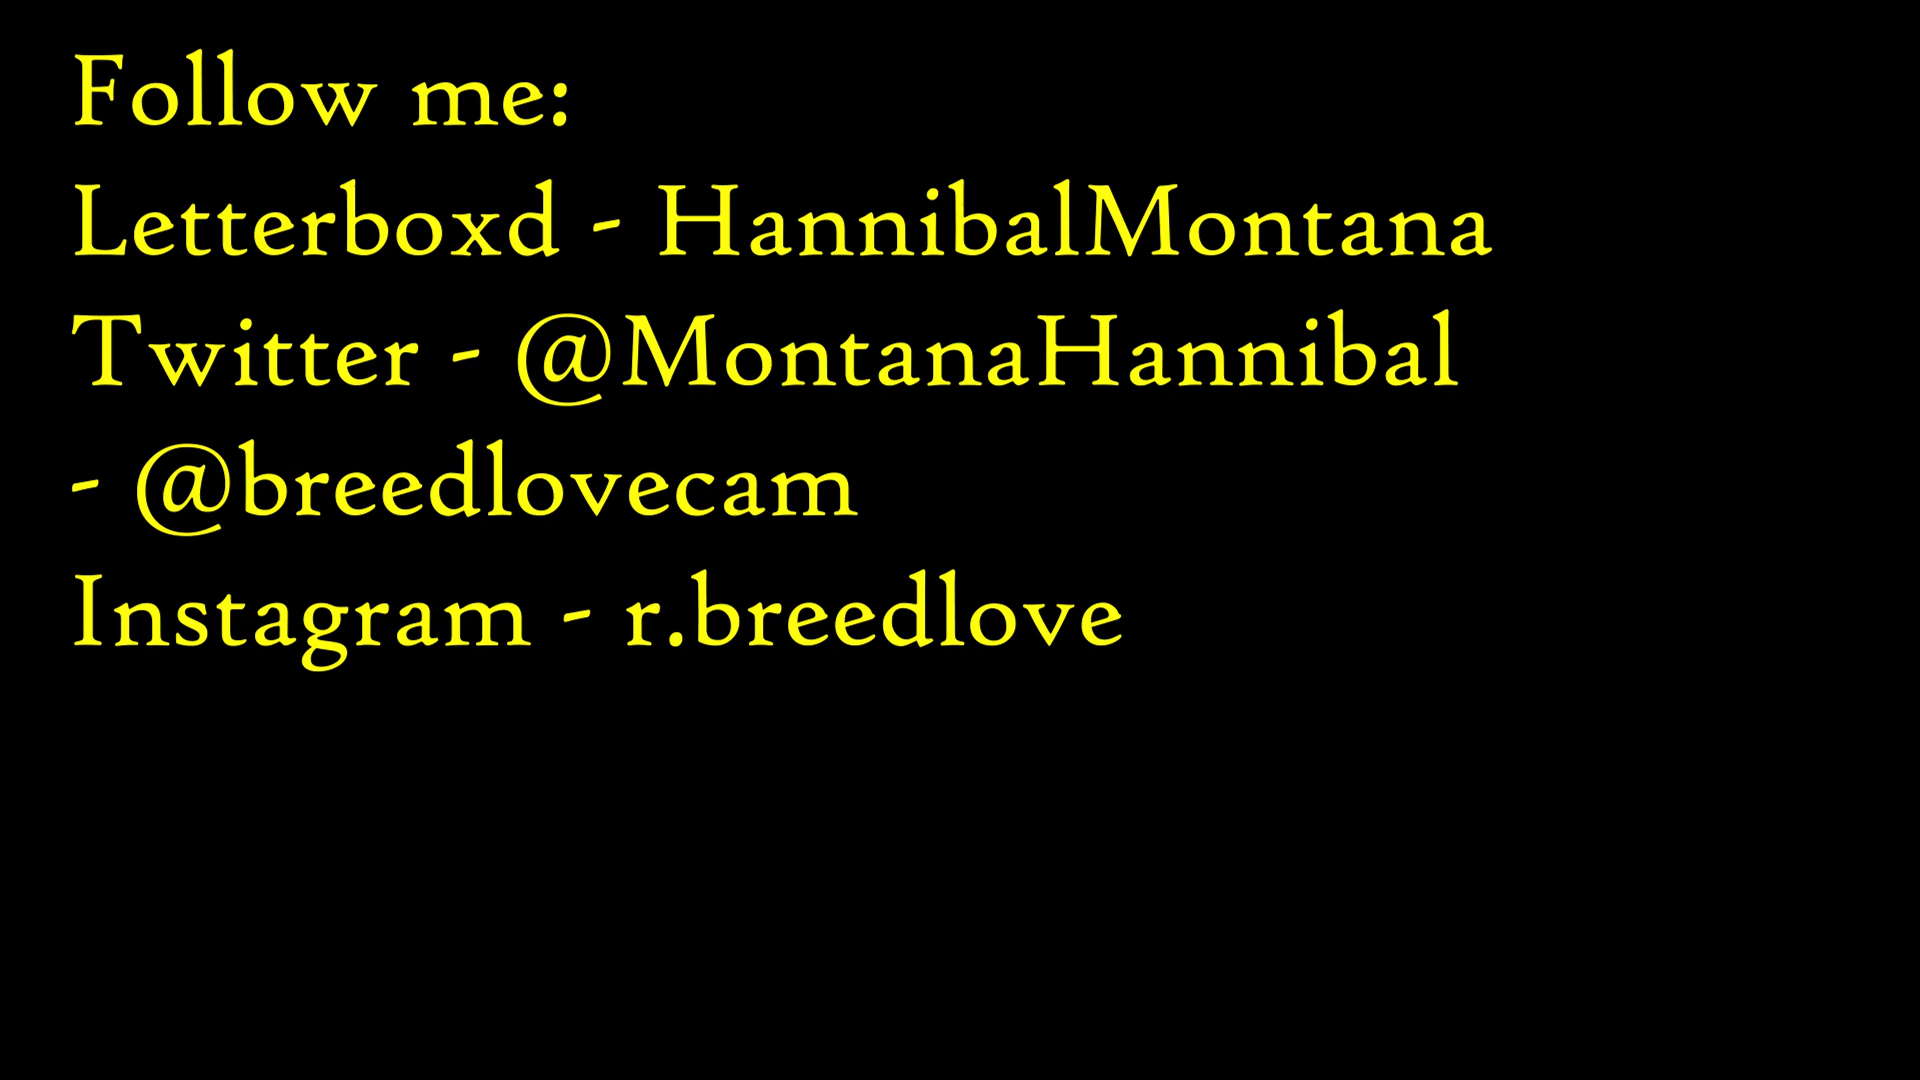 Follow me:
Letterboxd - HannibalMontana
Twitter - @MontanaHannibal
- @breedlovecam
Instagram - r.breedlove